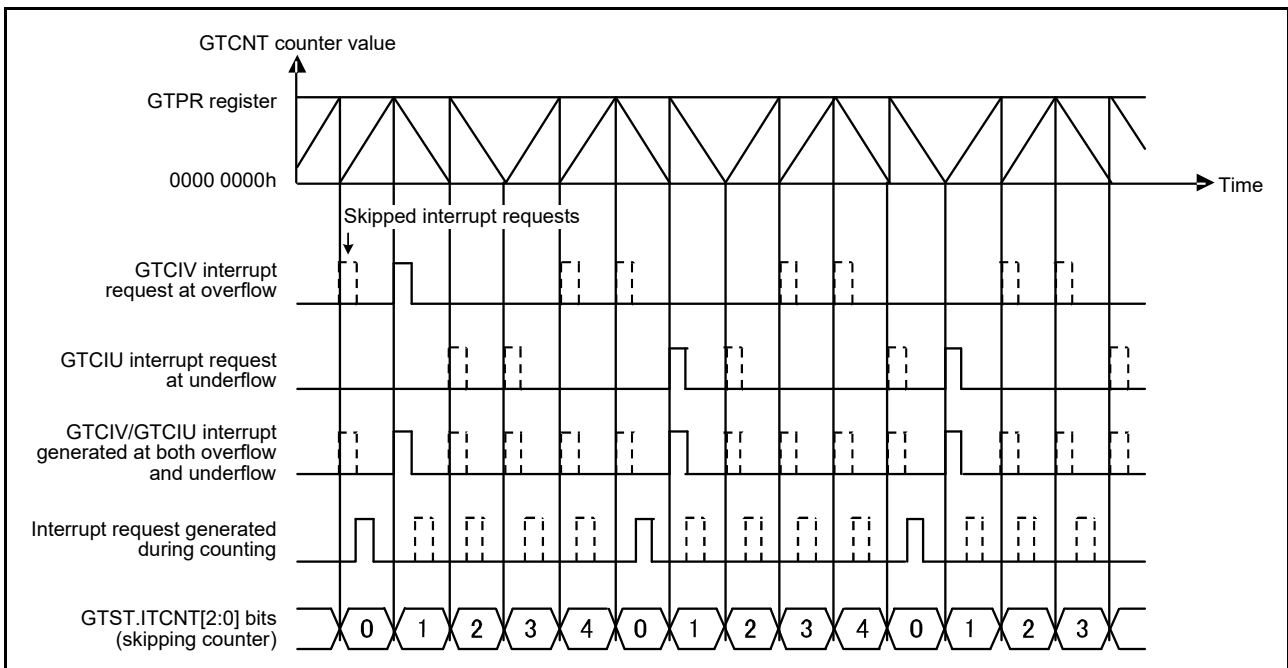 GTCNT counter value
GTPR register
0000 0000h
Time
Skipped interrupt requests
GTCIV interrupt
request at overflow
GTCIU interrupt request
at underflow
GTCIV/GTCIU interrupt
generated at both overflow
and underflow
Interrupt request generated
during counting
GTST.ITCNT[2:0] bits
(skipping counter)
0 1 2 3 4 0 1 2 3 4 0 1 2 3